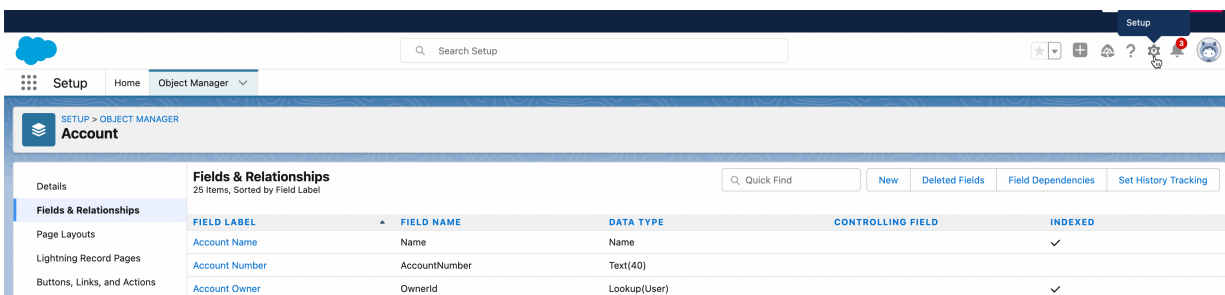 Setup
Search Setup
3
Setup Home Object Manager
SETUP > OBJECT MANAGER
Account
Details
Fields & Relationships
Page Layouts
Lightning Record Pages
Buttons, Links, and Actions
Fields & Relationships
25 Items, Sorted by Field Label
Quick Find New Deleted Fields Field Dependencies Set History Tracking
FIELD LABEL FIELD NAME DATA TYPE CONTROLLING FIELD INDEXED
Account Name Name Name
Account Number AccountNumber Text(40)
Account Owner OwnerId Lookup(User)